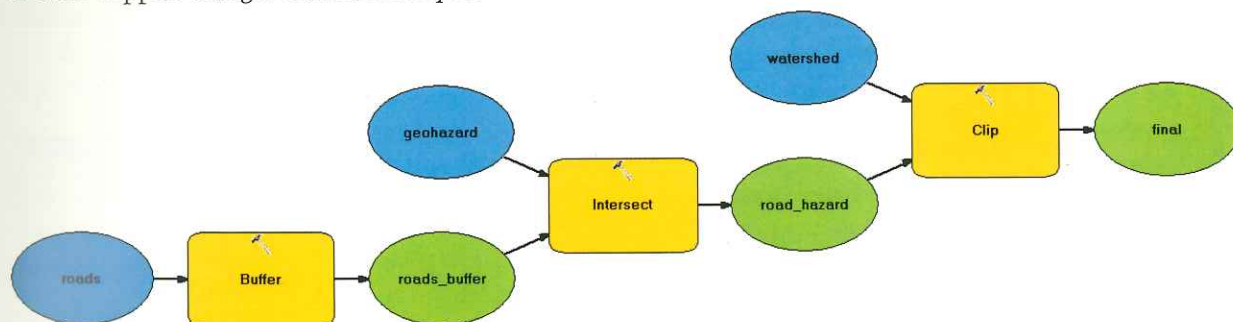 watershed
geohazard
Clip
final
Intersect
road_hazard
roads
Buffer
roads_buffer